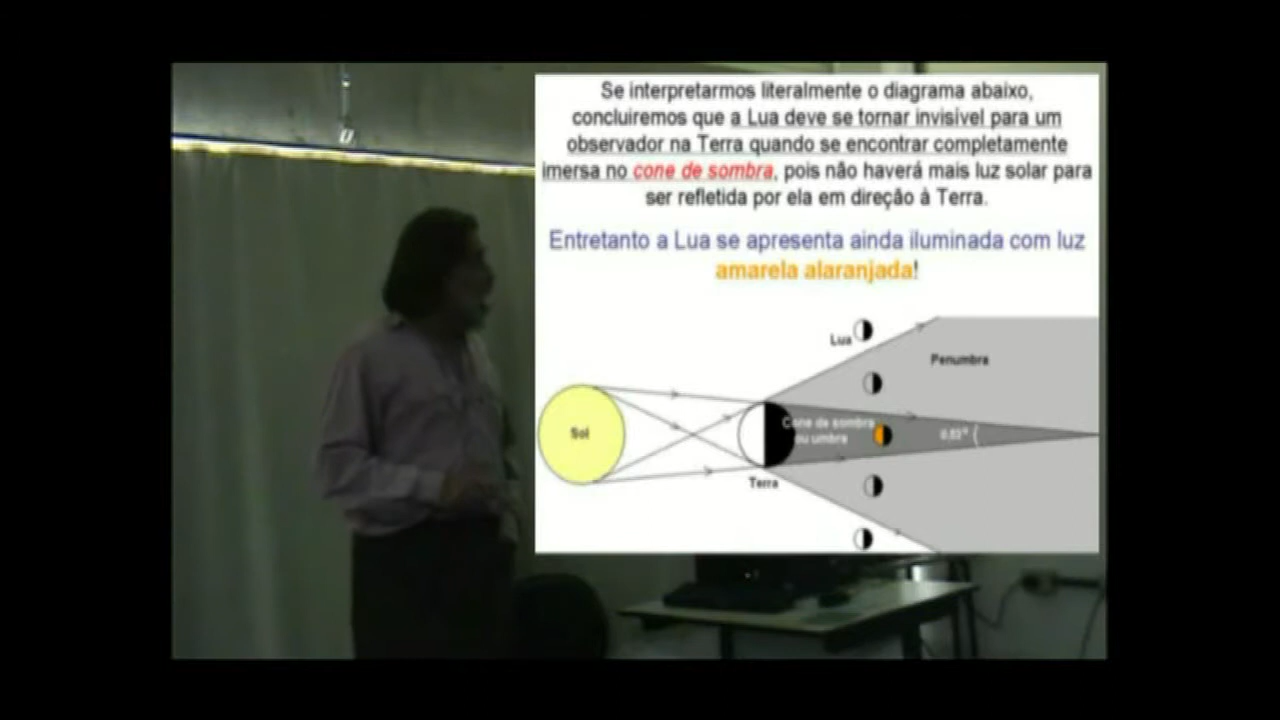 Se interpretarmos literalmente o diagrama abaixo,
concluiremos que a Lua deve se tornar invisível para um
observador na Terra quando se encontrar completamente
imersa no cone de sombra, pois não haverá mais luz solar para
ser refletida por ela em direção à Terra.
Entretanto a Lua se apresenta ainda iluminada com luz
amarela alaranjada!
Lua
Penumbra
Sol
Cone de sombra
ou umbra
Terra